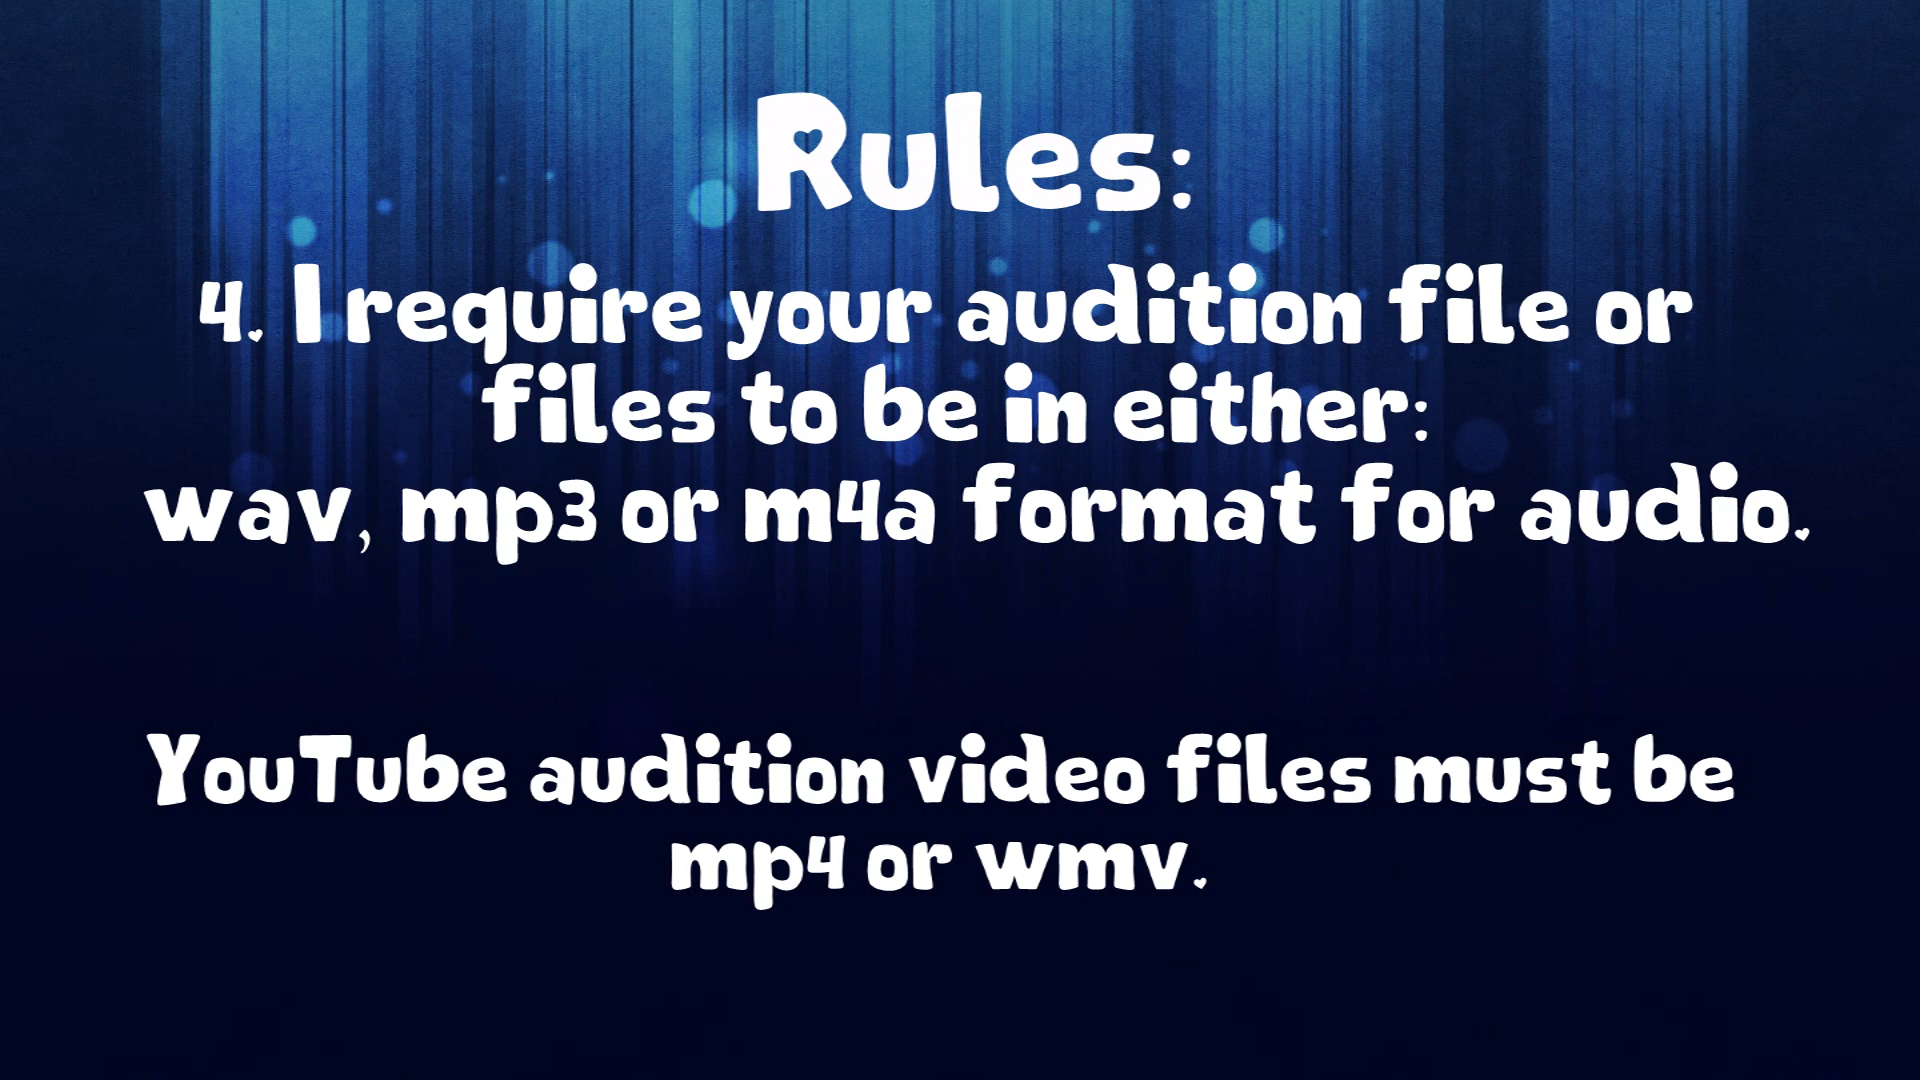 Rules:
4. I require your audition file or
files to be in either:
wav, mp3 or m4a format for audio.
YouTube audition video files must be
mp4 or wmv.